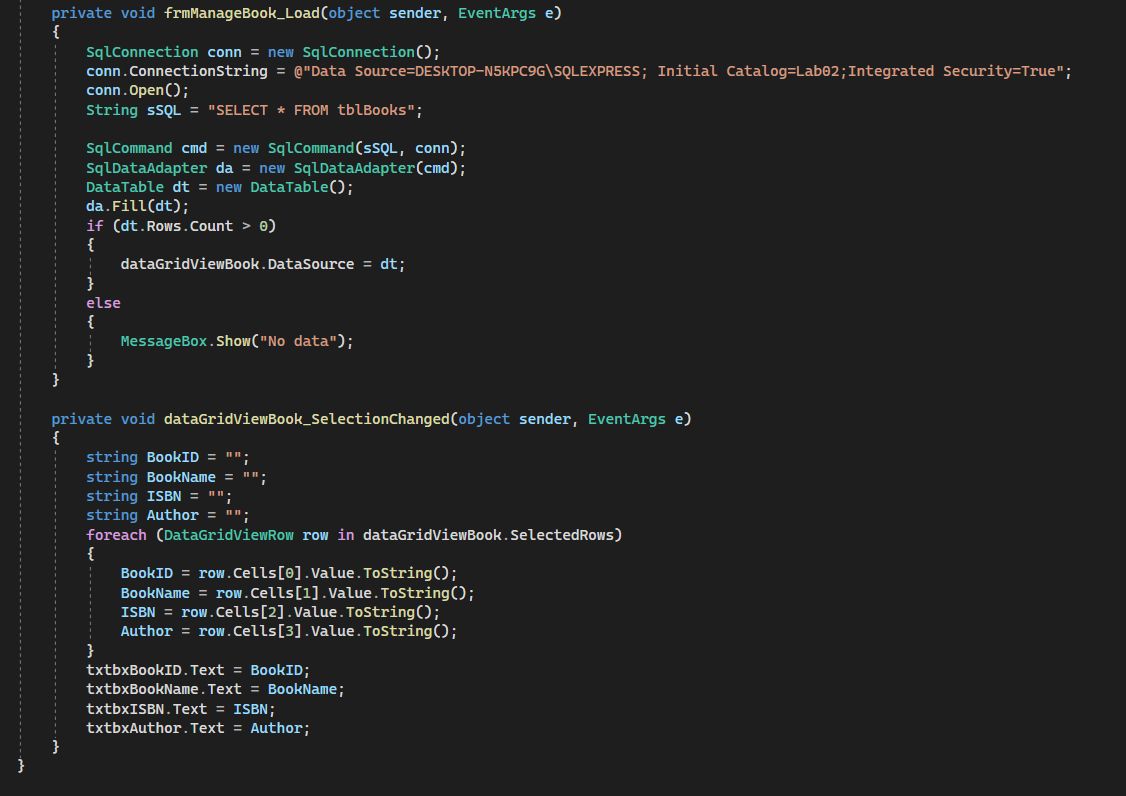 private void frmManageBook_Load(object sender, EventArgs e)
{
SqlConnection conn = new SqlConnection();
conn.ConnectionString = @"Data Source=DESKTOP-N5KPC9G\SQLEXPRESS; Initial Catalog=Lab02;Integrated Security=True";
conn.Open();
String sSQL = "SELECT * FROM tblBooks";
SqlCommand cmd = new SqlCommand(sSQL, conn);
SqlDataAdapter da = new SqlDataAdapter(cmd);
DataTable dt = new DataTable();
da.Fill(dt);
if (dt.Rows.Count > 0)
{
dataGridViewBook.DataSource = dt;
}
else
{
MessageBox.Show("No data");
}
}
private void dataGridViewBook_SelectionChanged(object sender, EventArgs e)
{
string BookID = "";
string BookName = "";
string ISBN = "";
string Author = "";
foreach (DataGridViewRow row in dataGridViewBook.SelectedRows)
{
BookID = row.Cells[0].Value.ToString();
BookName = row.Cells[1].Value.ToString();
ISBN = row.Cells[2].Value.ToString();
Author = row.Cells[3].Value.ToString();
}
txtbxBookID.Text = BookID;
txtbxBookName.Text = BookName;
txtbxISBN.Text = ISBN;
txtbxAuthor.Text = Author;
}
}